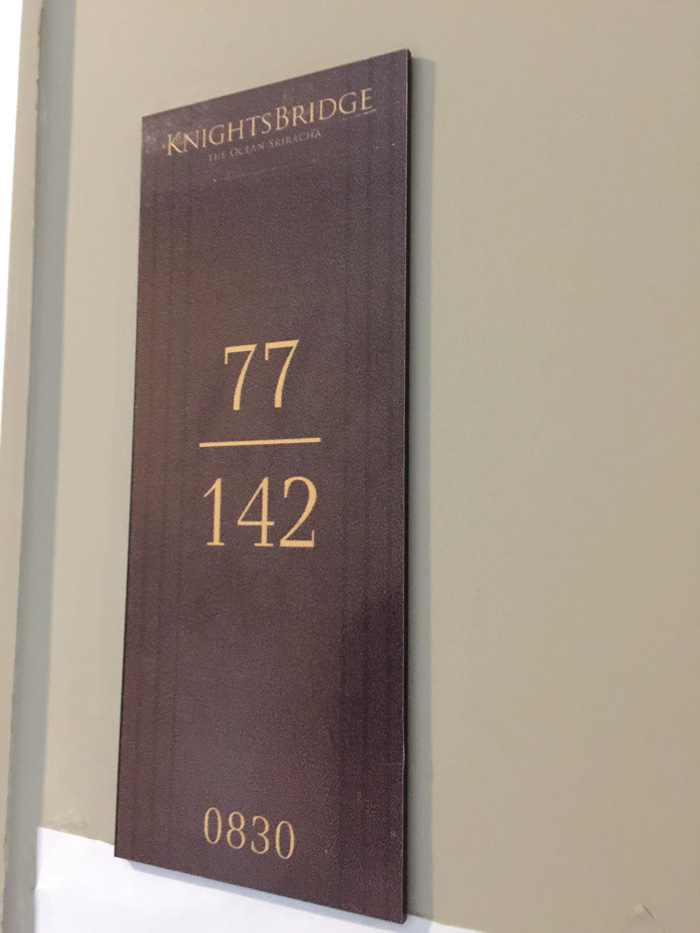 KNIGHTSBRIDGE
THE OCEAN SRIRACHA
77
142
0830